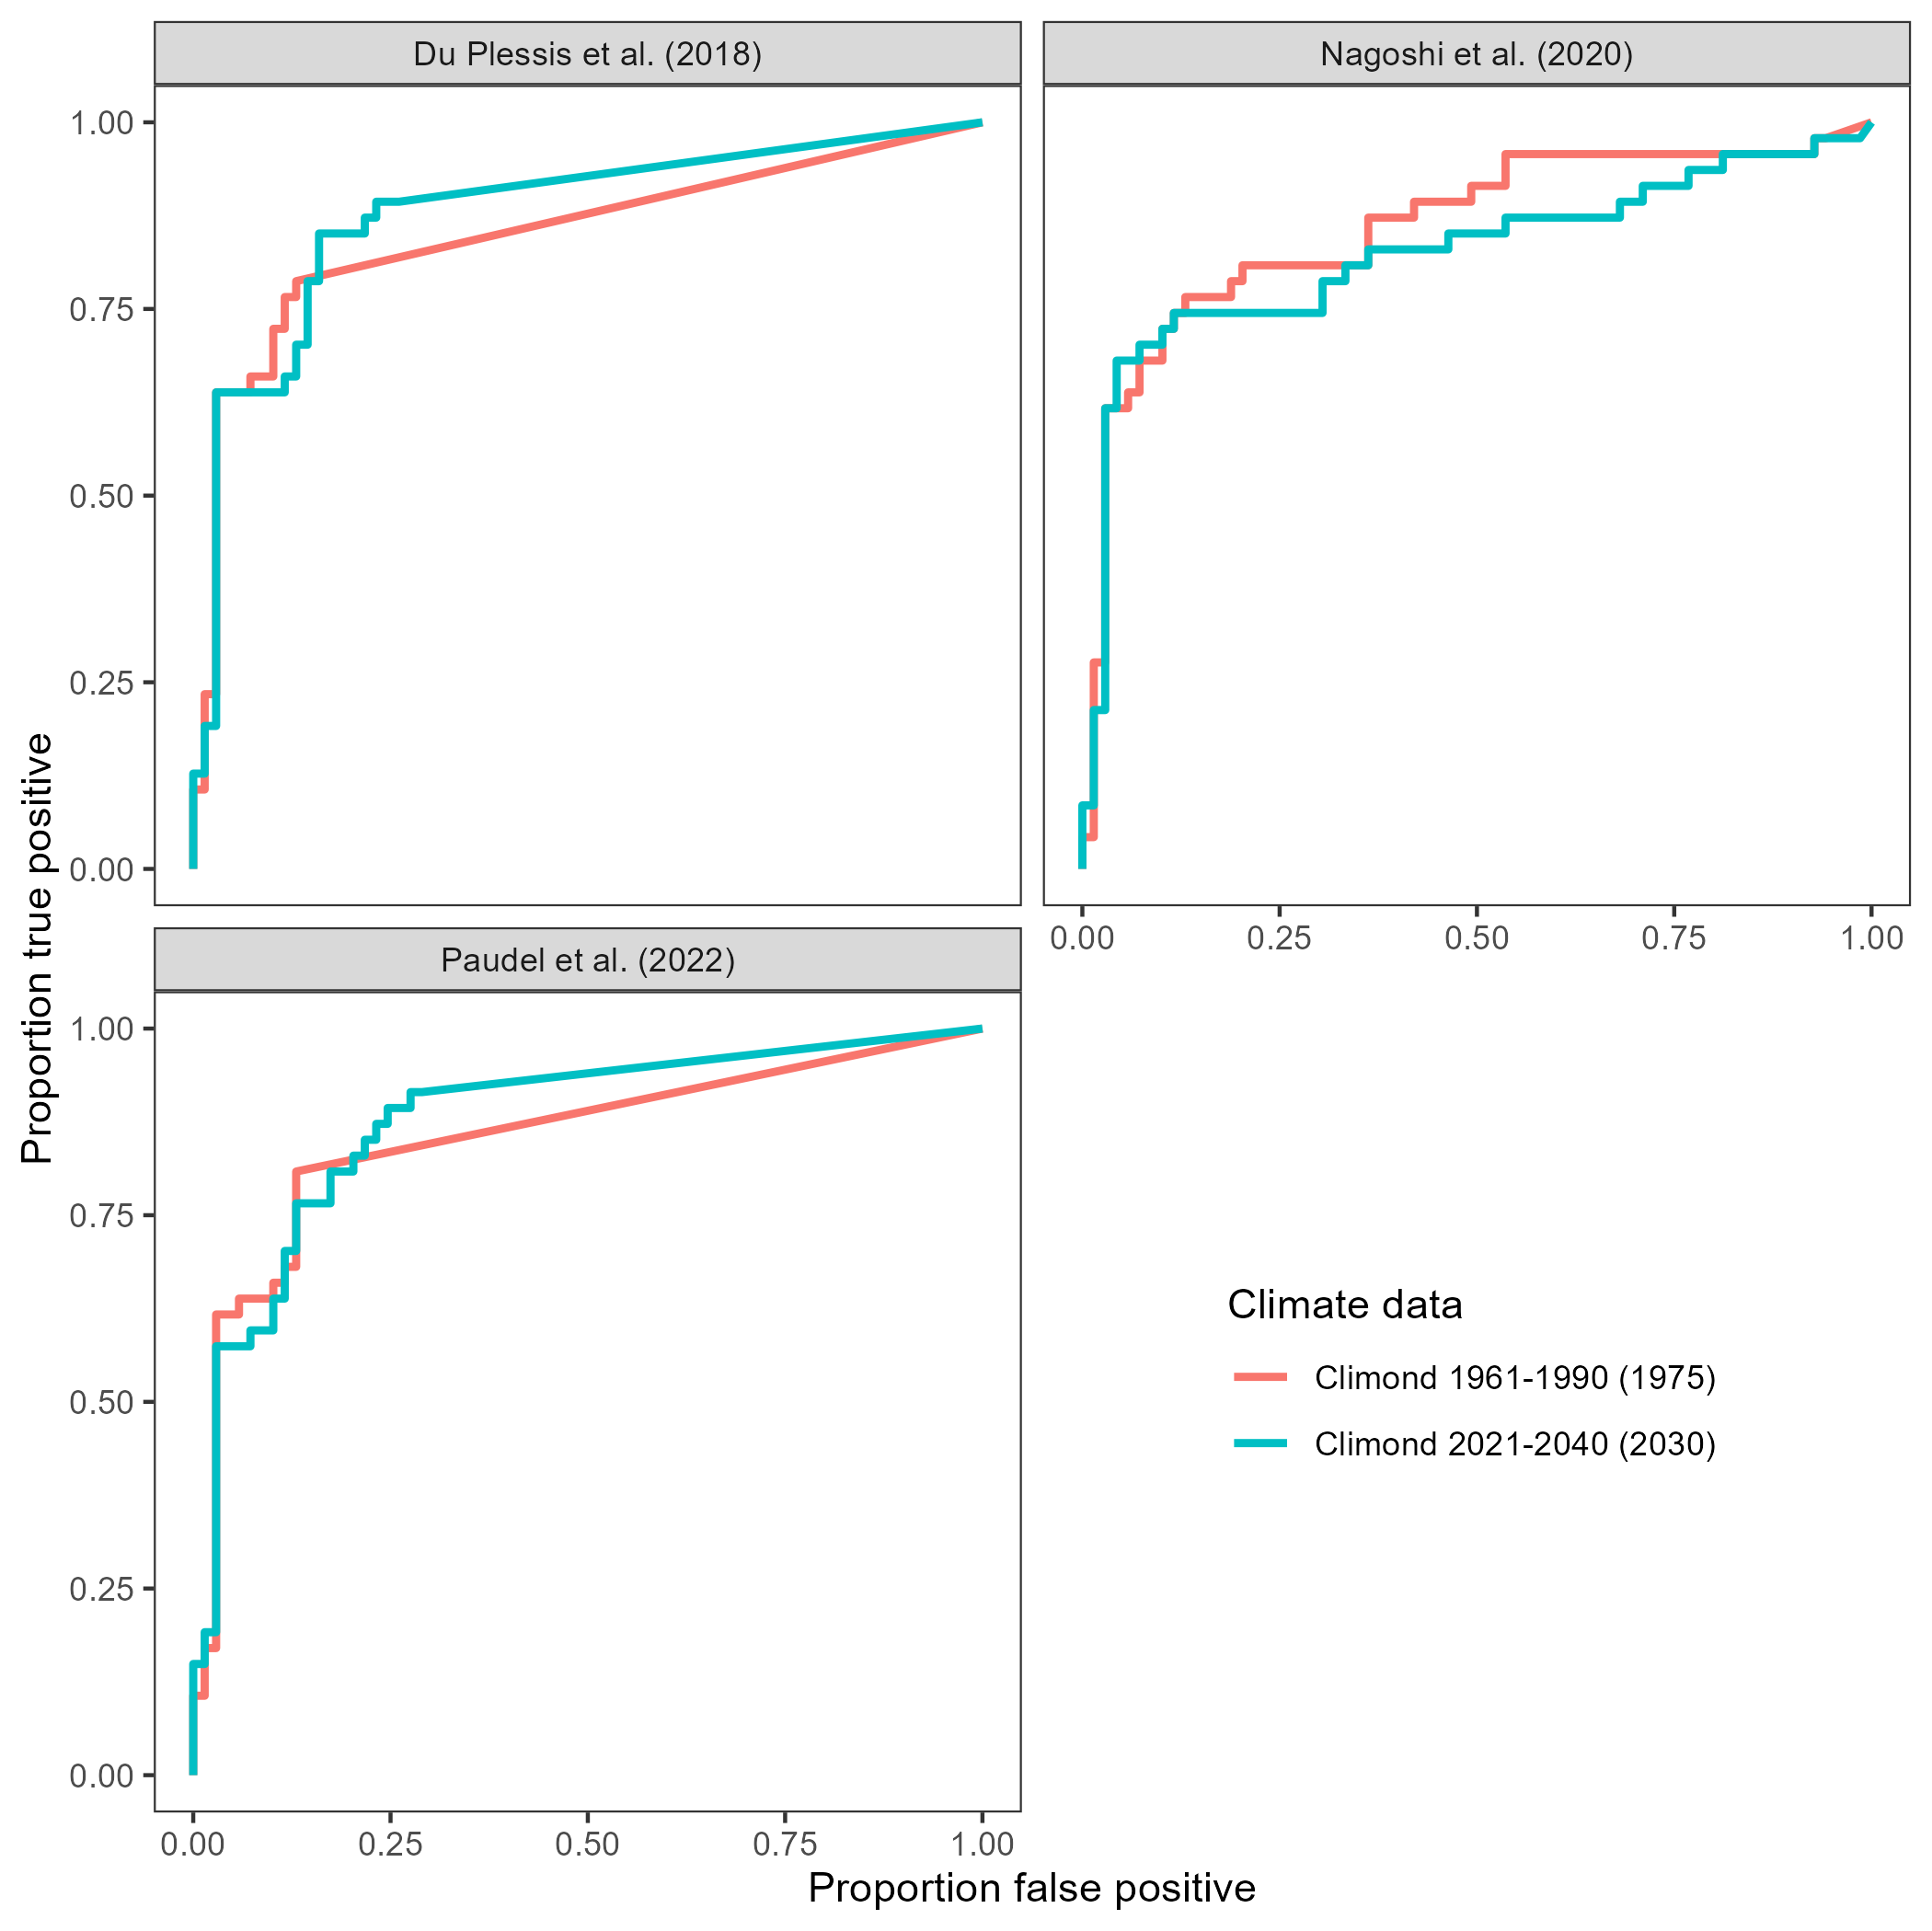 Du Plessis et al. (2018)
Nagoshi et al. (2020)
1.00
0.75
0.50
0.25
0.00
0.00 0.25 0.50 0.75 1.00
Proportion true positive
Paudel et al. (2022)
1.00
0.75
0.50
0.25
0.00
0.00 0.25 0.50 0.75 1.00
Proportion false positive
Climate data
Climond 1961-1990 (1975)
Climond 2021-2040 (2030)